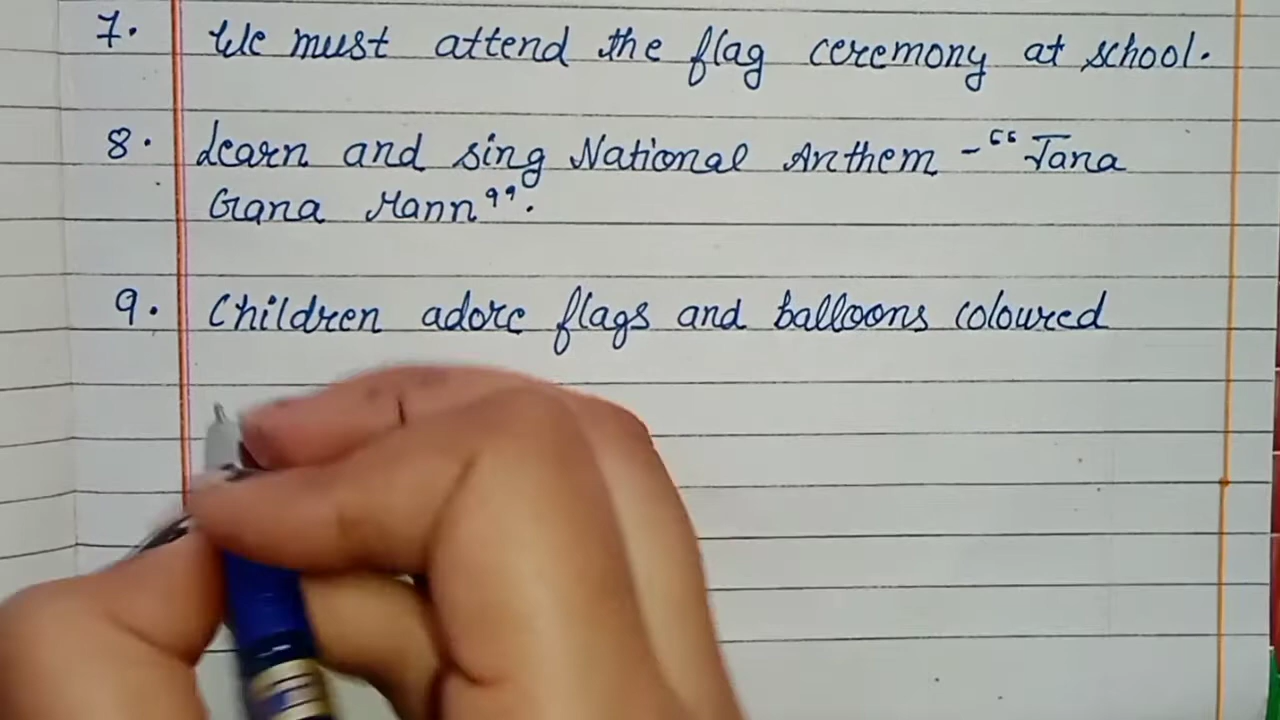 7. We must attend the flag ceremony at school.
8. Learn and sing National Anthem - "Jana
Gana Mann".
9. Children adore flags and balloons coloured